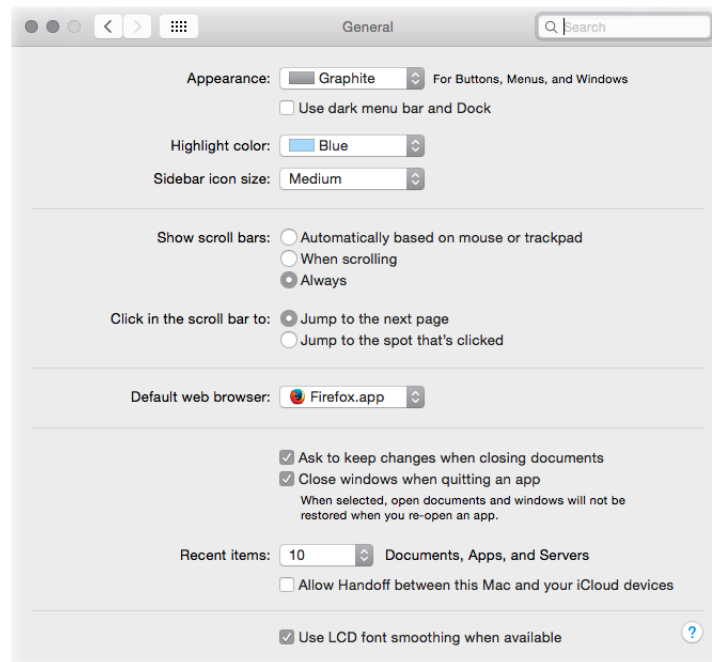 General
Search
Appearance: Graphite For Buttons, Menus, and Windows
Use dark menu bar and Dock
Highlight color: Blue
Sidebar icon size: Medium
Show scroll bars: Automatically based on mouse or trackpad
When scrolling
Always
Click in the scroll bar to: Jump to the next page
Jump to the spot that's clicked
Default web browser: Firefox.app
Ask to keep changes when closing documents
Close windows when quitting an app
When selected, open documents and windows will not be
restored when you re-open an app.
Recent items: 10 Documents, Apps, and Servers
Allow Handoff between this Mac and your iCloud devices
Use LCD font smoothing when available
?